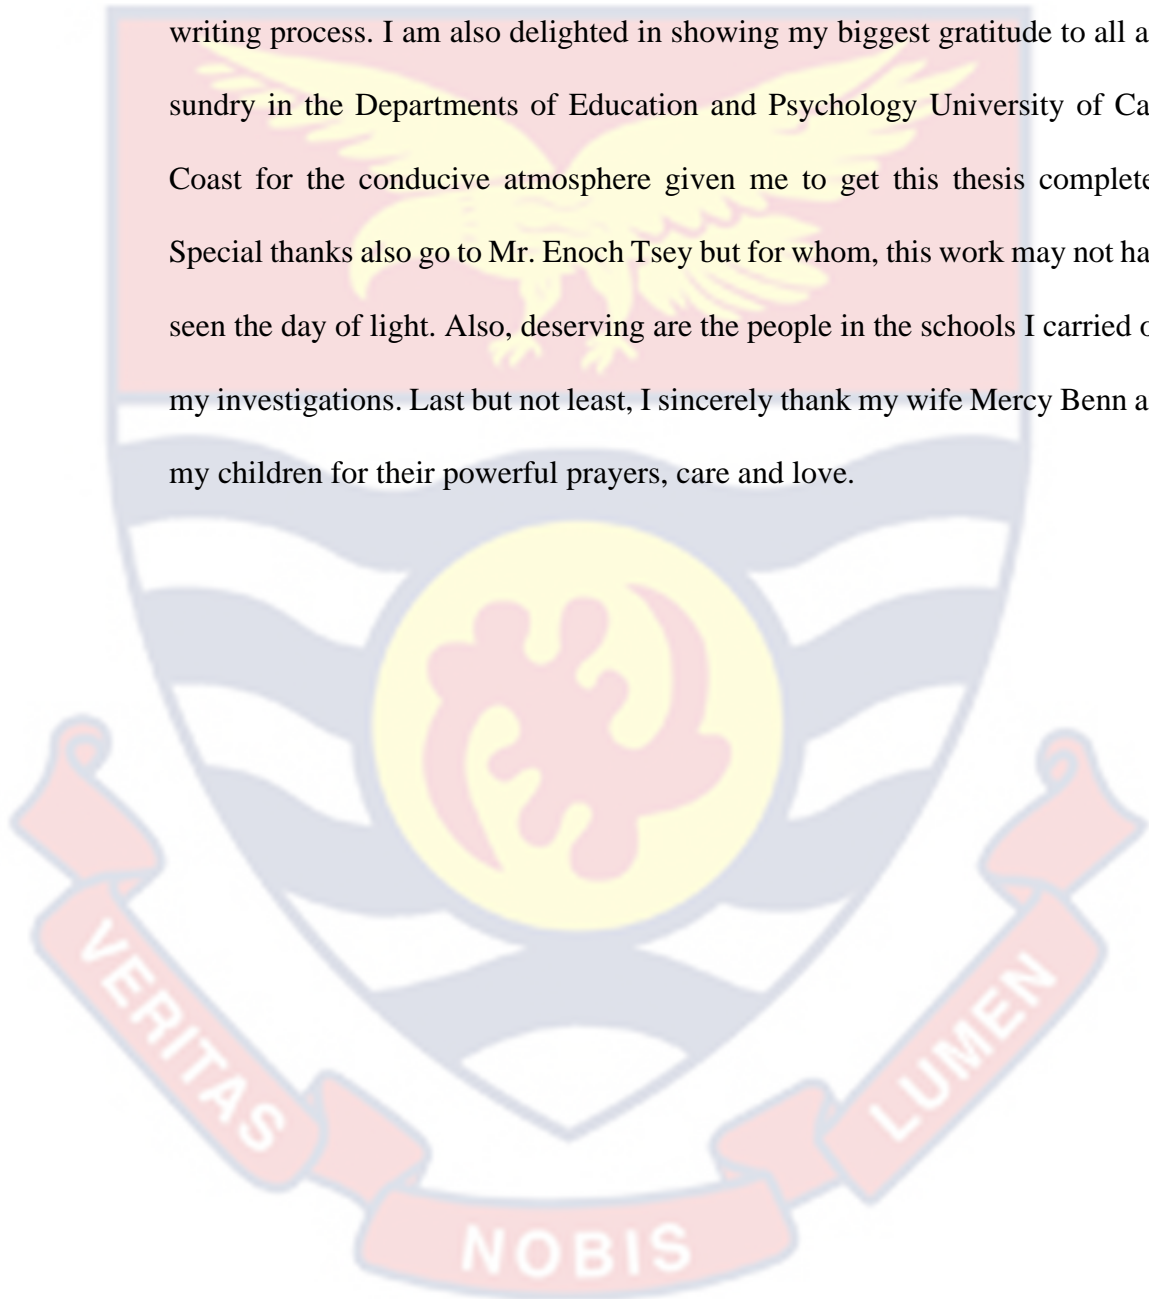 writing process. I am also delighted in showing my biggest gratitude to all a
sundry in the Departments of Education and Psychology University of Ca
Coast for the conducive atmosphere given me to get this thesis complete
Special thanks also go to Mr. Enoch Tsey but for whom, this work may not ha
seen the day of light. Also, deserving are the people in the schools I carried o
my investigations. Last but not least, I sincerely thank my wife Mercy Benn a
my children for their powerful prayers, care and love.
VERITAS
NOBIS
LUMEN